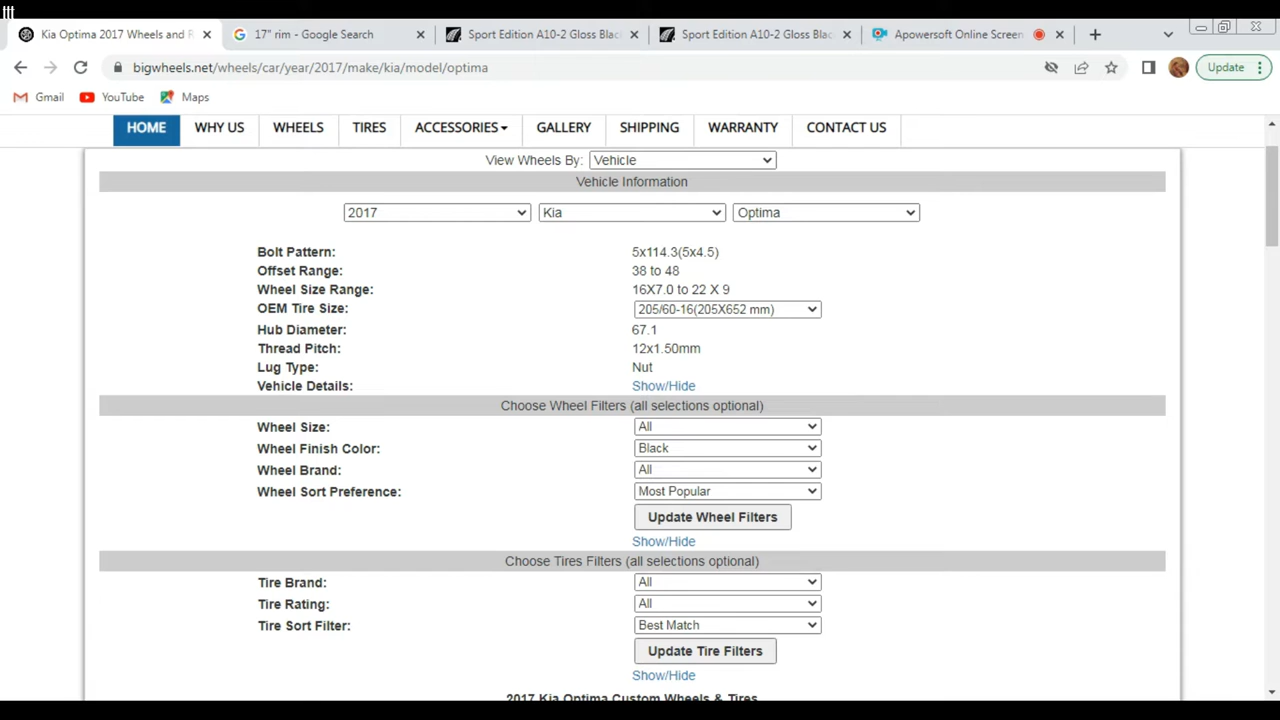 ttt
Kia Optima 2017 Wheels and R
17" rim - Google Search
Sport Edition A10-2 Gloss Blac
Sport Edition A10-2 Gloss Blac
Apowersoft Online Screen
bigwheels.net/wheels/car/year/2017/make/kia/model/optima
Update
Gmail
YouTube
Maps
HOME
WHY US
WHEELS
TIRES
ACCESSORIES
GALLERY
SHIPPING
WARRANTY
CONTACT US
View Wheels By: Vehicle
Vehicle Information
2017 Kia Optima
Bolt Pattern: 5x114.3(5x4.5)
Offset Range: 38 to 48
Wheel Size Range: 16X7.0 to 22 X 9
OEM Tire Size: 205/60-16(205X652 mm)
Hub Diameter: 67.1
Thread Pitch: 12x1.50mm
Lug Type: Nut
Vehicle Details: Show/Hide
Choose Wheel Filters (all selections optional)
Wheel Size: All
Wheel Finish Color: Black
Wheel Brand: All
Wheel Sort Preference: Most Popular
Update Wheel Filters
Show/Hide
Choose Tires Filters (all selections optional)
Tire Brand: All
Tire Rating: All
Tire Sort Filter: Best Match
Update Tire Filters
Show/Hide
2017 Kia Optima Custom Wheels & Tires